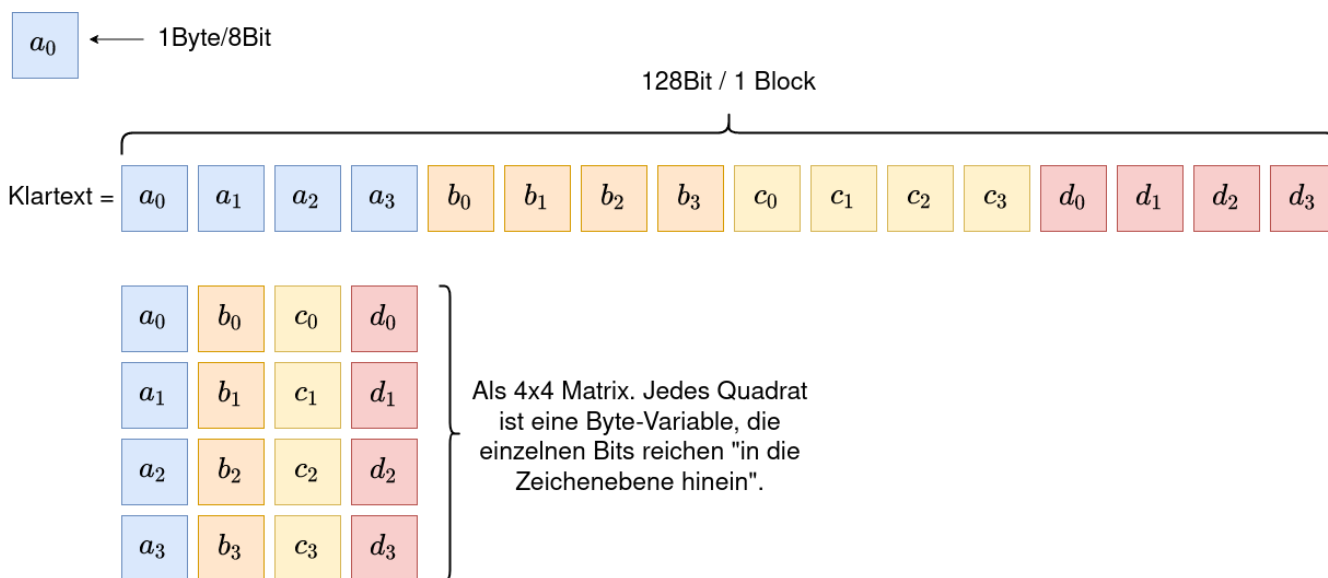 a₀ 1Byte/8Bit
128Bit / 1 Block
Klartext = a₀ a₁ a₂ a₃ b₀ b₁ b₂ b₃ c₀ c₁ c₂ c₃ d₀ d₁ d₂ d₃
a₀ b₀ c₀ d₀
a₁ b₁ c₁ d₁
a₂ b₂ c₂ d₂
a₃ b₃ c₃ d₃
Als 4x4 Matrix. Jedes Quadrat
ist eine Byte-Variable, die
einzelnen Bits reichen "in die
Zeichenebene hinein".